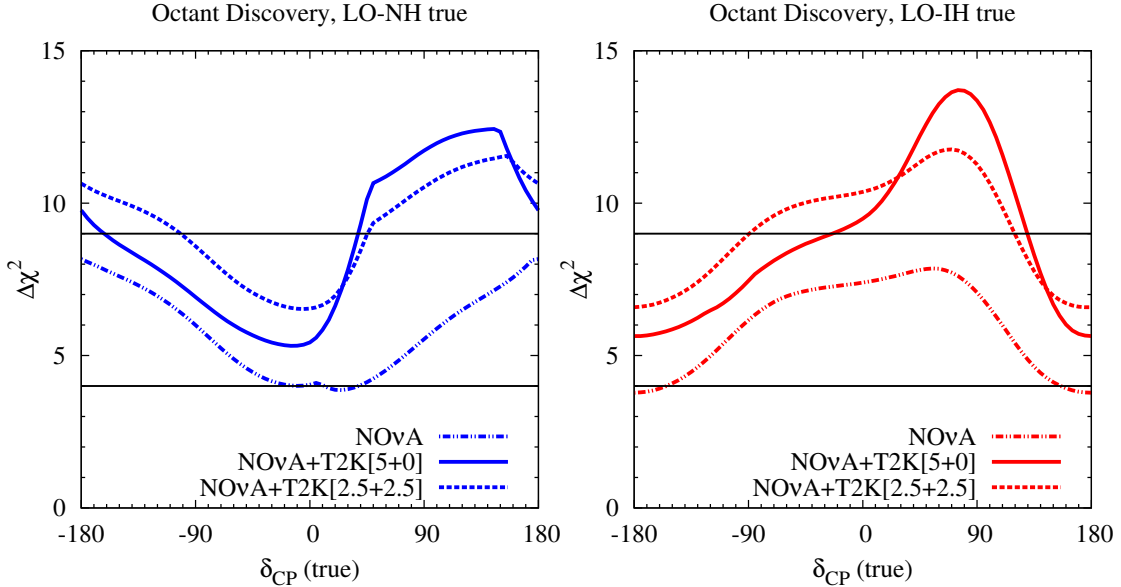 Octant Discovery, LO-NH true
15
10
5
0
Δχ²
-180 -90 0 90 180
δCP (true)
NOνA
NOνA+T2K[5+0]
NOνA+T2K[2.5+2.5]
Octant Discovery, LO-IH true
15
10
5
0
Δχ²
-180 -90 0 90 180
δCP (true)
NOνA
NOνA+T2K[5+0]
NOνA+T2K[2.5+2.5]